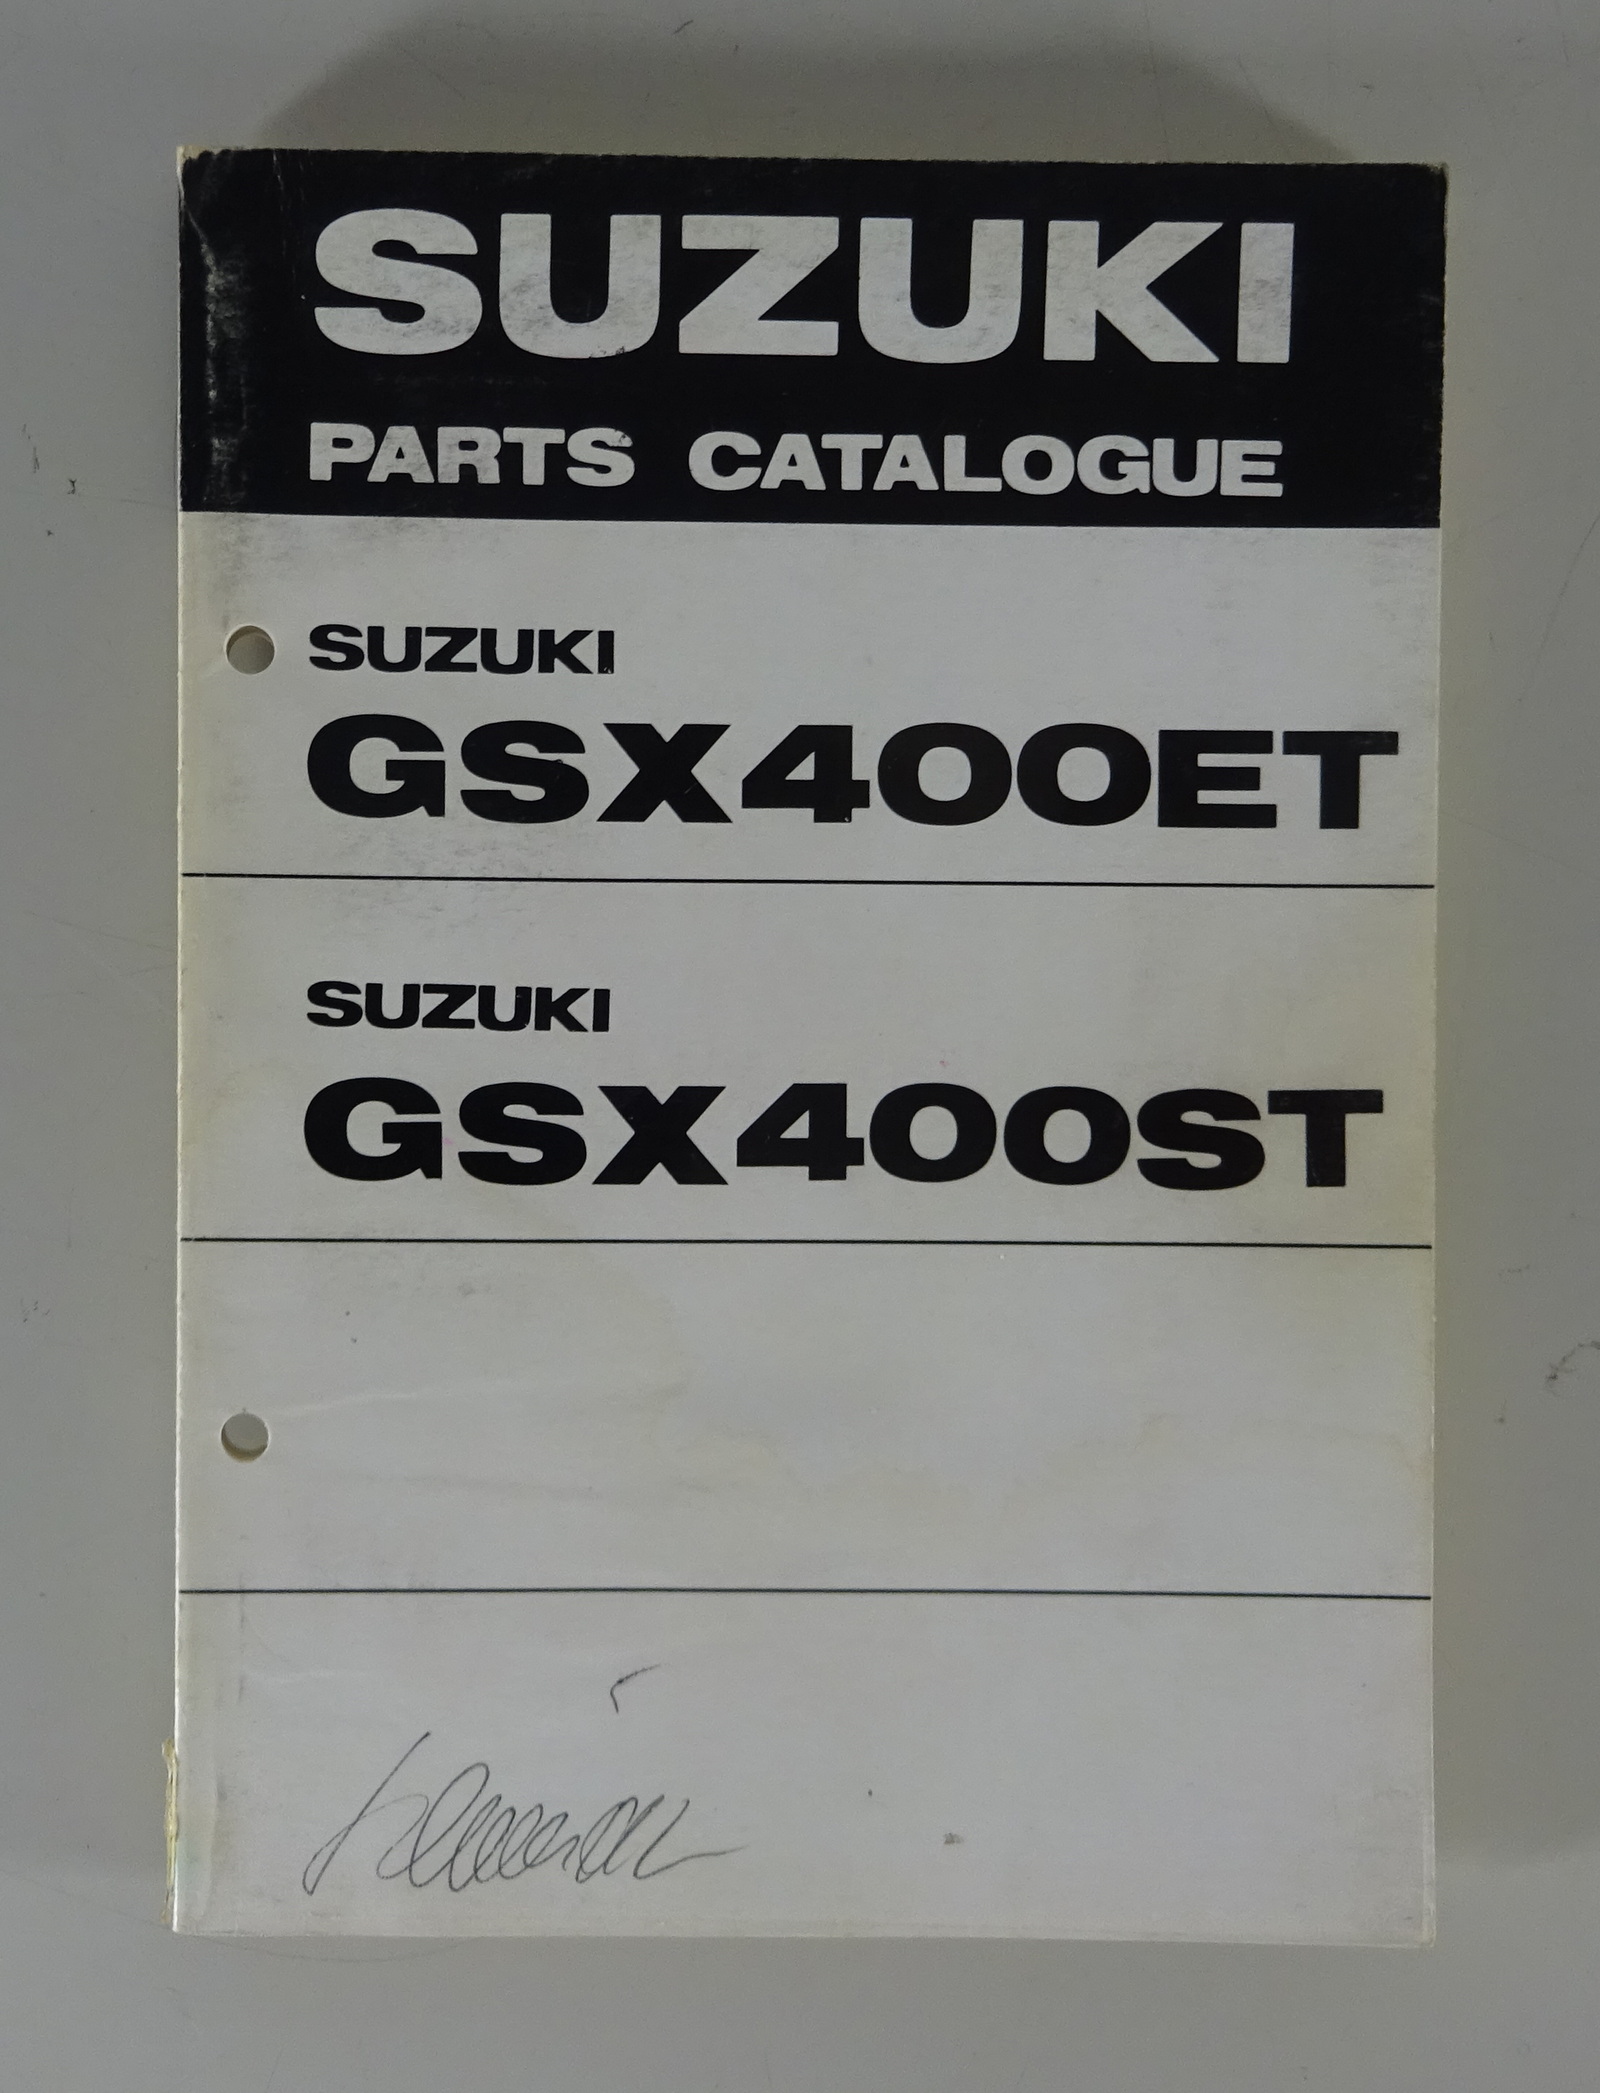 SUZUKI
PARTS CATALOGUE
SUZUKI
GSX400ET
SUZUKI
GSX400ST